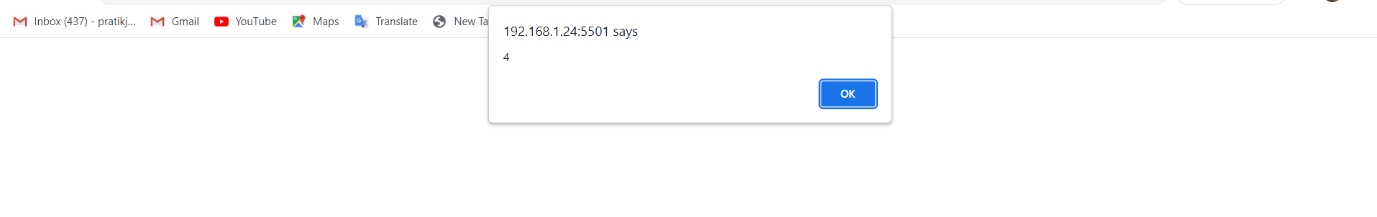 Inbox (437) - pratikj...
Gmail
YouTube
Maps
Translate
New Ta
192.168.1.24:5501 says
4
OK